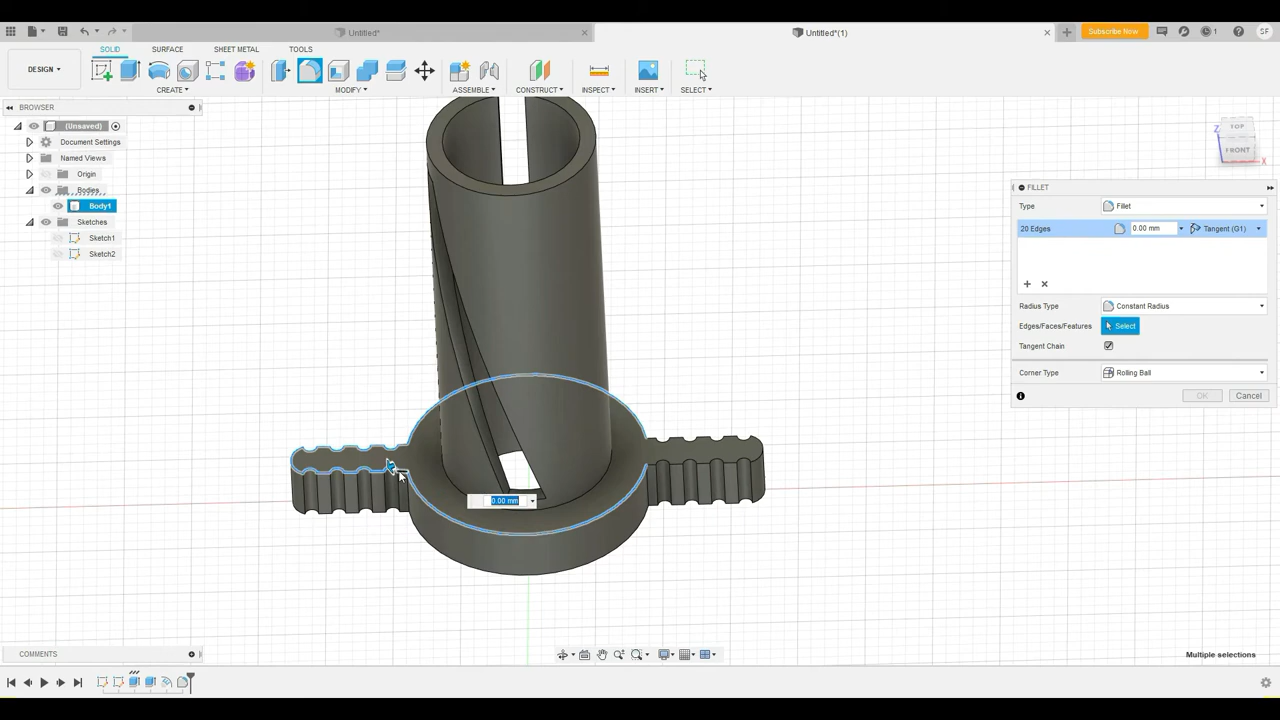 Untitled*
Untitled*(1)
Subscribe Now
1
SF
DESIGN
SOLID
SURFACE
SHEET METAL
TOOLS
CREATE
MODIFY
ASSEMBLE
CONSTRUCT
INSPECT
INSERT
SELECT
BROWSER
(Unsaved)
Document Settings
Named Views
Origin
Bodies
Body1
Sketches
Sketch1
Sketch2
TOP
Z
FRONT
X
FILLET
Type
Fillet
20 Edges
0.00 mm
Tangent (G1)
Radius Type
Constant Radius
Edges/Faces/Features
Select
Tangent Chain
Corner Type
Rolling Ball
OK
Cancel
0.00 mm
COMMENTS
Multiple selections